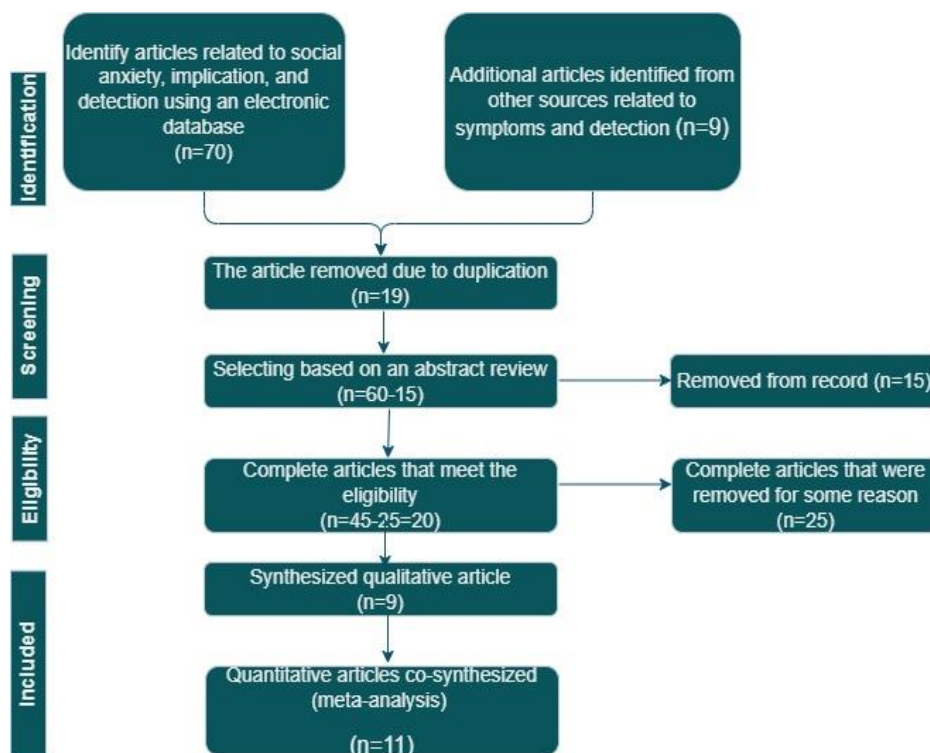 Identification
Identify articles related to social
anxiety, implication, and
detection using an electronic
database
(n=70)
Additional articles identified from
other sources related to
symptoms and detection (n=9)
Screening
The article removed due to duplication
(n=19)
Selecting based on an abstract review
(n=60-15)
Removed from record (n=15)
Eligibility
Complete articles that meet the
eligibility
(n=45-25=20)
Complete articles that were
removed for some reason
(n=25)
Included
Synthesized qualitative article
(n=9)
Quantitative articles co-synthesized
(meta-analysis)
(n=11)